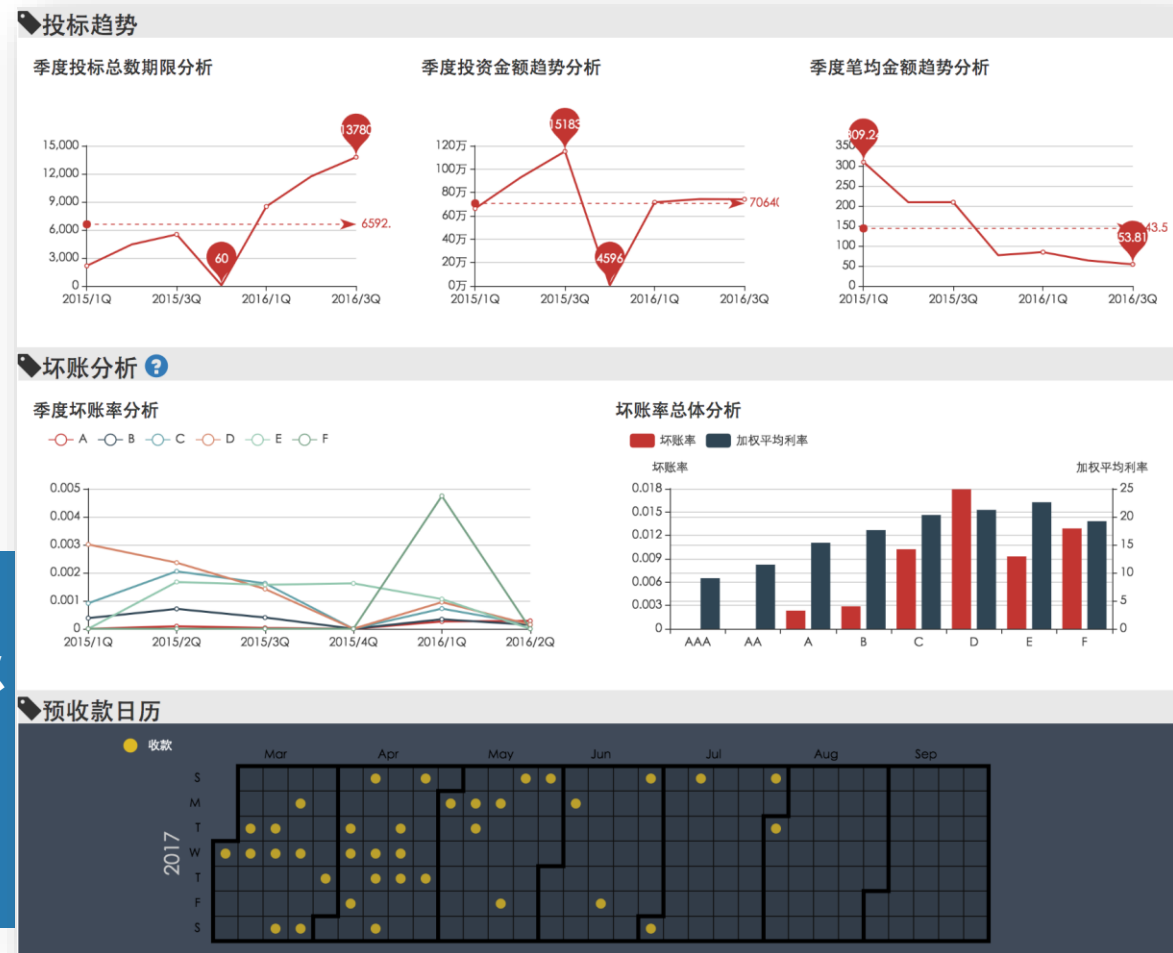 投标趋势
季度投标总数期限分析
季度投资金额趋势分析
季度笔均金额趋势分析
15,000
12,000
9,000
6,000
3,000
0
13780
60
6592.
2015/1Q 2015/3Q 2016/1Q 2016/3Q
120万
100万
80万
60万
40万
20万
0万
15183
4596
7064
2015/1Q 2015/3Q 2016/1Q 2016/3Q
350
300
250
200
150
100
50
0
309.24
53.81
43.5
2015/1Q 2015/3Q 2016/1Q 2016/3Q
坏账分析 ?
季度坏账率分析
A B C D E F
0.005
0.004
0.003
0.002
0.001
0
2015/1Q 2015/2Q 2015/3Q 2015/4Q 2016/1Q 2016/2Q
坏账率总体分析
坏账率 加权平均利率
坏账率 加权平均利率
0.018 25
0.015 20
0.012 15
0.009 10
0.006 5
0.003 0
0
AAA AA A B C D E F
预收款日历
收款
Mar Apr May Jun Jul Aug Sep
2017
S
M
T
W
T
F
S